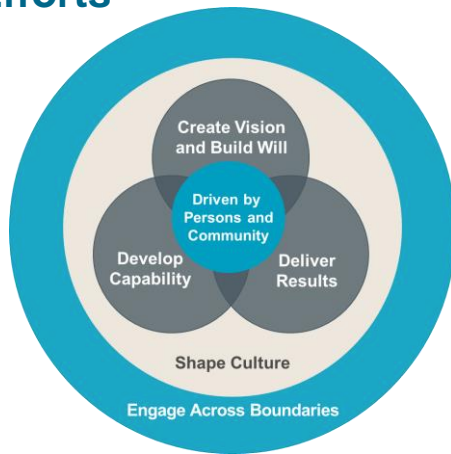 Create Vision
and Build Will
Driven by
Persons and
Community
Develop
Capability
Deliver
Results
Shape Culture
Engage Across Boundaries